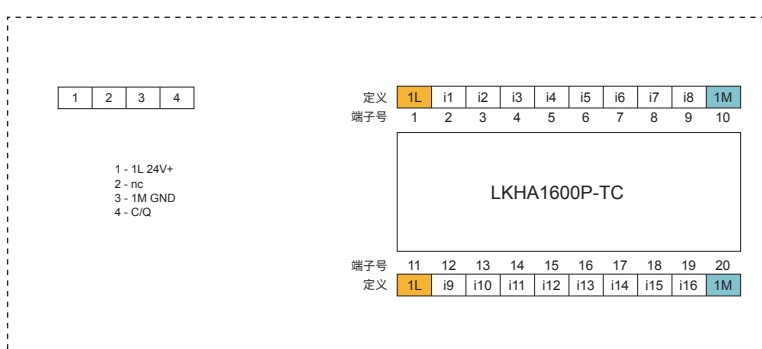 1 2 3 4
1 - 1L 24V+
2 - nc
3 - 1M GND
4 - C/Q
定义 1L i1 i2 i3 i4 i5 i6 i7 i8 1M
端子号 1 2 3 4 5 6 7 8 9 10
LKHA1600P-TC
端子号 11 12 13 14 15 16 17 18 19 20
定义 1L i9 i10 i11 i12 i13 i14 i15 i16 1M